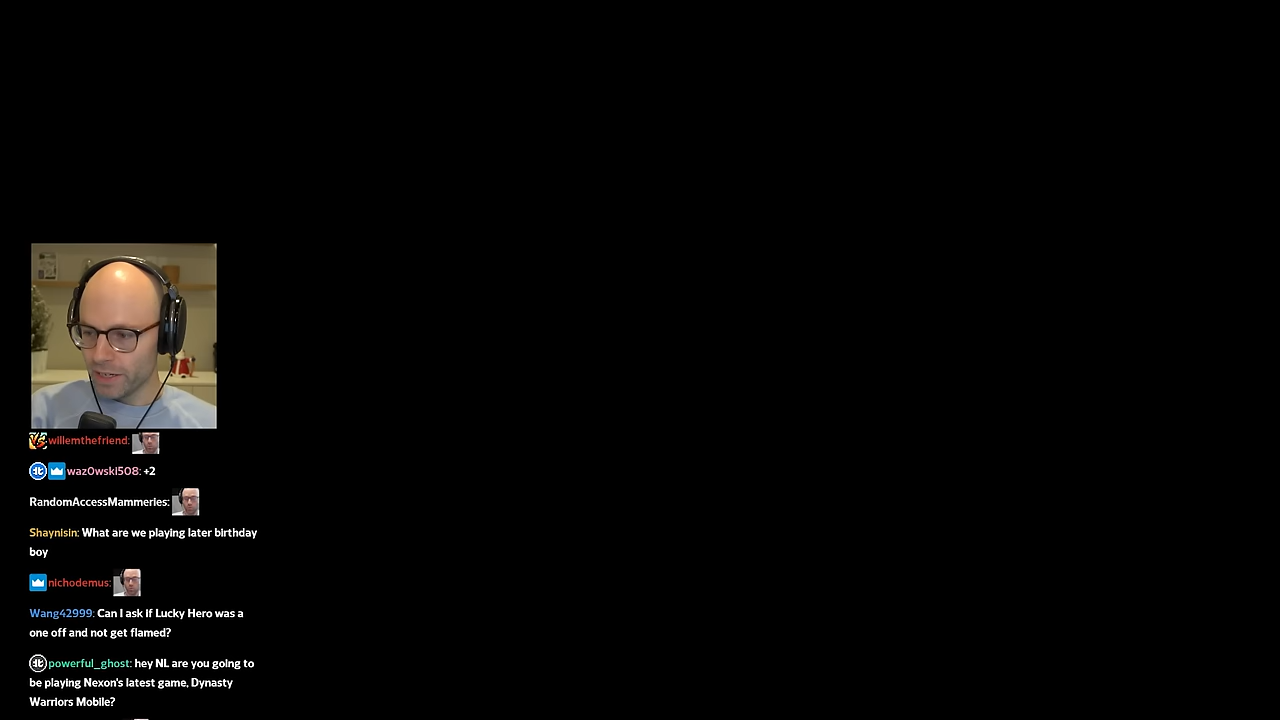 willemthefriend:
waz0wski508: +2
RandomAccessMammeries:
Shaynisin: What are we playing later birthday
boy
nichodemus:
Wang42999: Can I ask if Lucky Hero was a
one off and not get flamed?
powerful_ghost: hey NL are you going to
be playing Nexon's latest game, Dynasty
Warriors Mobile?